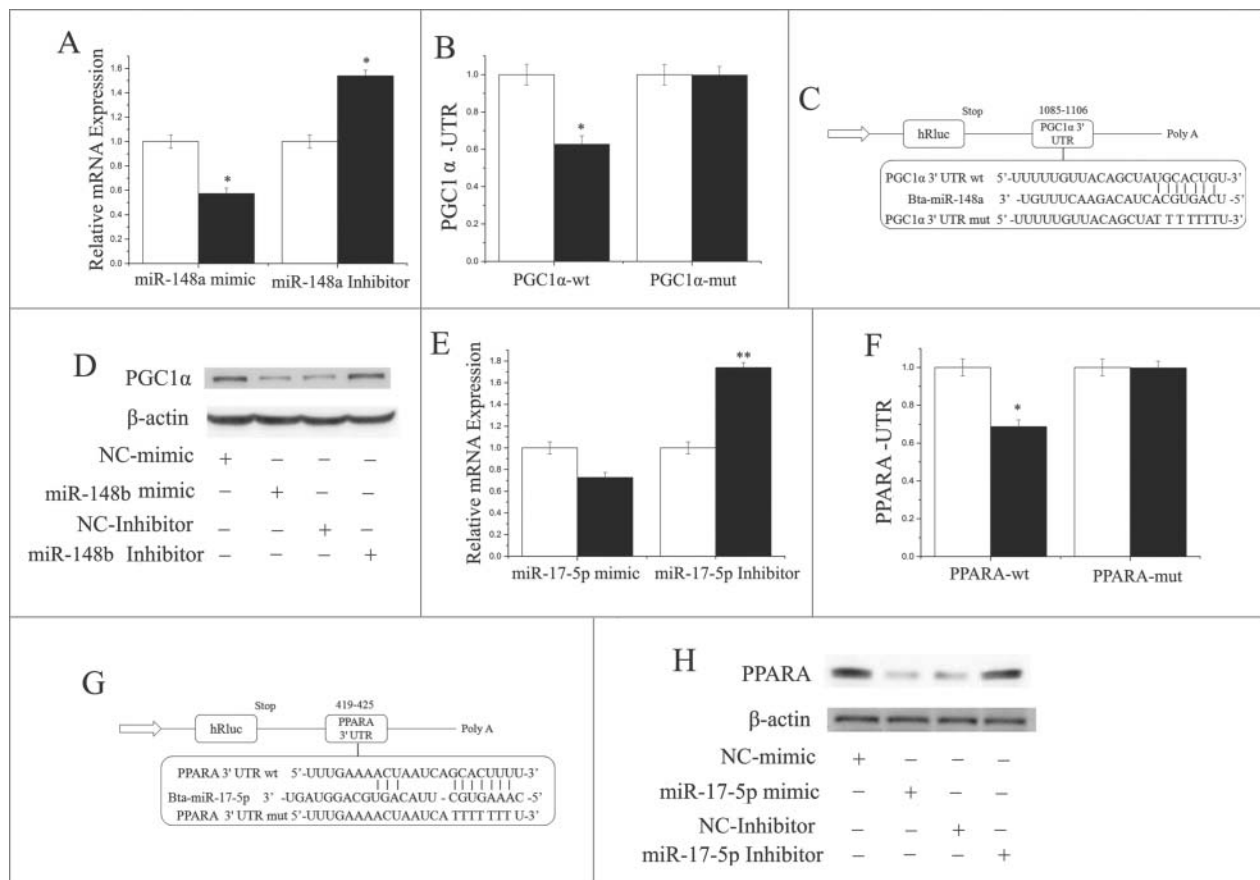 A
Relative mRNA Expression
1.6
1.4
1.2
1.0
0.8
0.6
0.4
0.2
0.0
*
*
miR-148a mimic
miR-148a Inhibitor
B
PGC1α -UTR
1.0
0.8
0.6
0.4
0.2
0.0
*
PGC1α-wt
PGC1α-mut
C
Stop
1085-1106
hRluc
PGC1α 3'
UTR
Poly A
PGC1α 3' UTR wt 5'-UUUUUGUUACAGCUAUGCACUGU-3'
Bta-miR-148a 3' -UGUUUCAAGACAUCACGUGACU -5'
PGC1α 3' UTR mut 5'-UUUUUGUUACAGCUAT T TTTTTU-3'
D
PGC1α
β-actin
NC-mimic + − − −
miR-148b mimic − + − −
NC-Inhibitor − − + −
miR-148b Inhibitor − − − +
E
Relative mRNA Expression
1.8
1.6
1.4
1.2
1.0
0.8
0.6
0.4
0.2
0.0
**
miR-17-5p mimic
miR-17-5p Inhibitor
F
PPARA -UTR
1.0
0.8
0.6
0.4
0.2
0.0
*
PPARA-wt
PPARA-mut
G
Stop
419-425
hRluc
PPARA
3' UTR
Poly A
PPARA 3' UTR wt 5'-UUUGAAAACUAAUCAGCACUUUU-3'
Bta-miR-17-5p 3' -UGAUGGACGUGACAUU - CGUGAAAC -5'
PPARA 3' UTR mut 5'-UUUGAAAACUAAUCA TTTTTTT U-3'
H
PPARA
β-actin
NC-mimic + − − −
miR-17-5p mimic − + − −
NC-Inhibitor − − + −
miR-17-5p Inhibitor − − − +